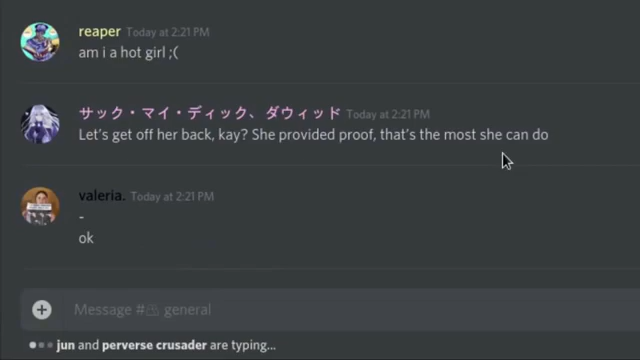 reaper Today at 2:21 PM
am i a hot girl ;(
サック・マイ・ディック、ダウィッド Today at 2:21 PM
Let's get off her back, kay? She provided proof, that's the most she can do
valeria. Today at 2:21 PM
-
ok
Message # general
jun and perverse crusader are typing...